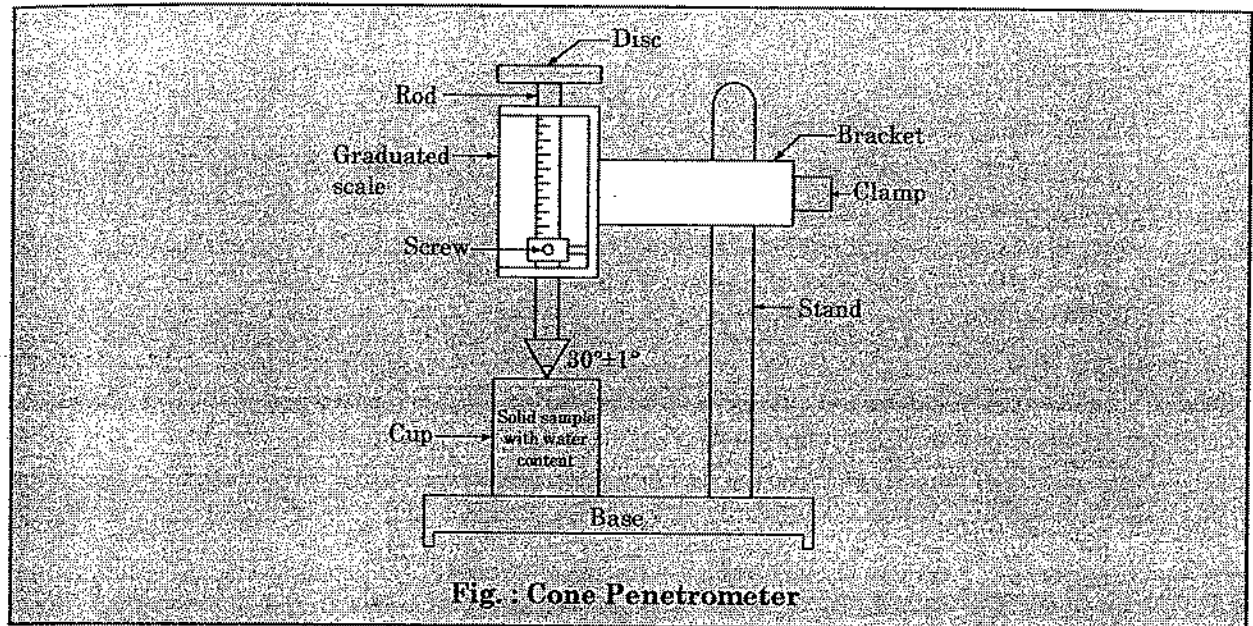 Disc
Rod
Bracket
Graduated
scale
Clamp
Screw
Stand
30°±1°
Solid sample
with water
content
Cup
Base
Fig. : Cone Penetrometer